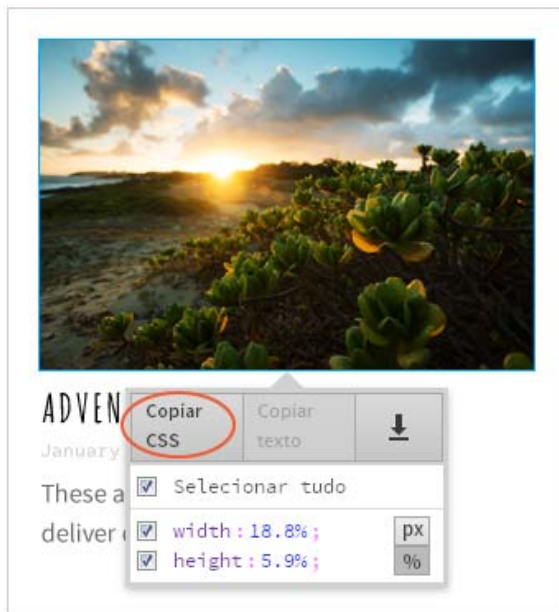 ADVEN
Copiar CSS
Copiar texto
January
Selecionar tudo
These a
width:18.8%;
px
deliver
height:5.9%;
%